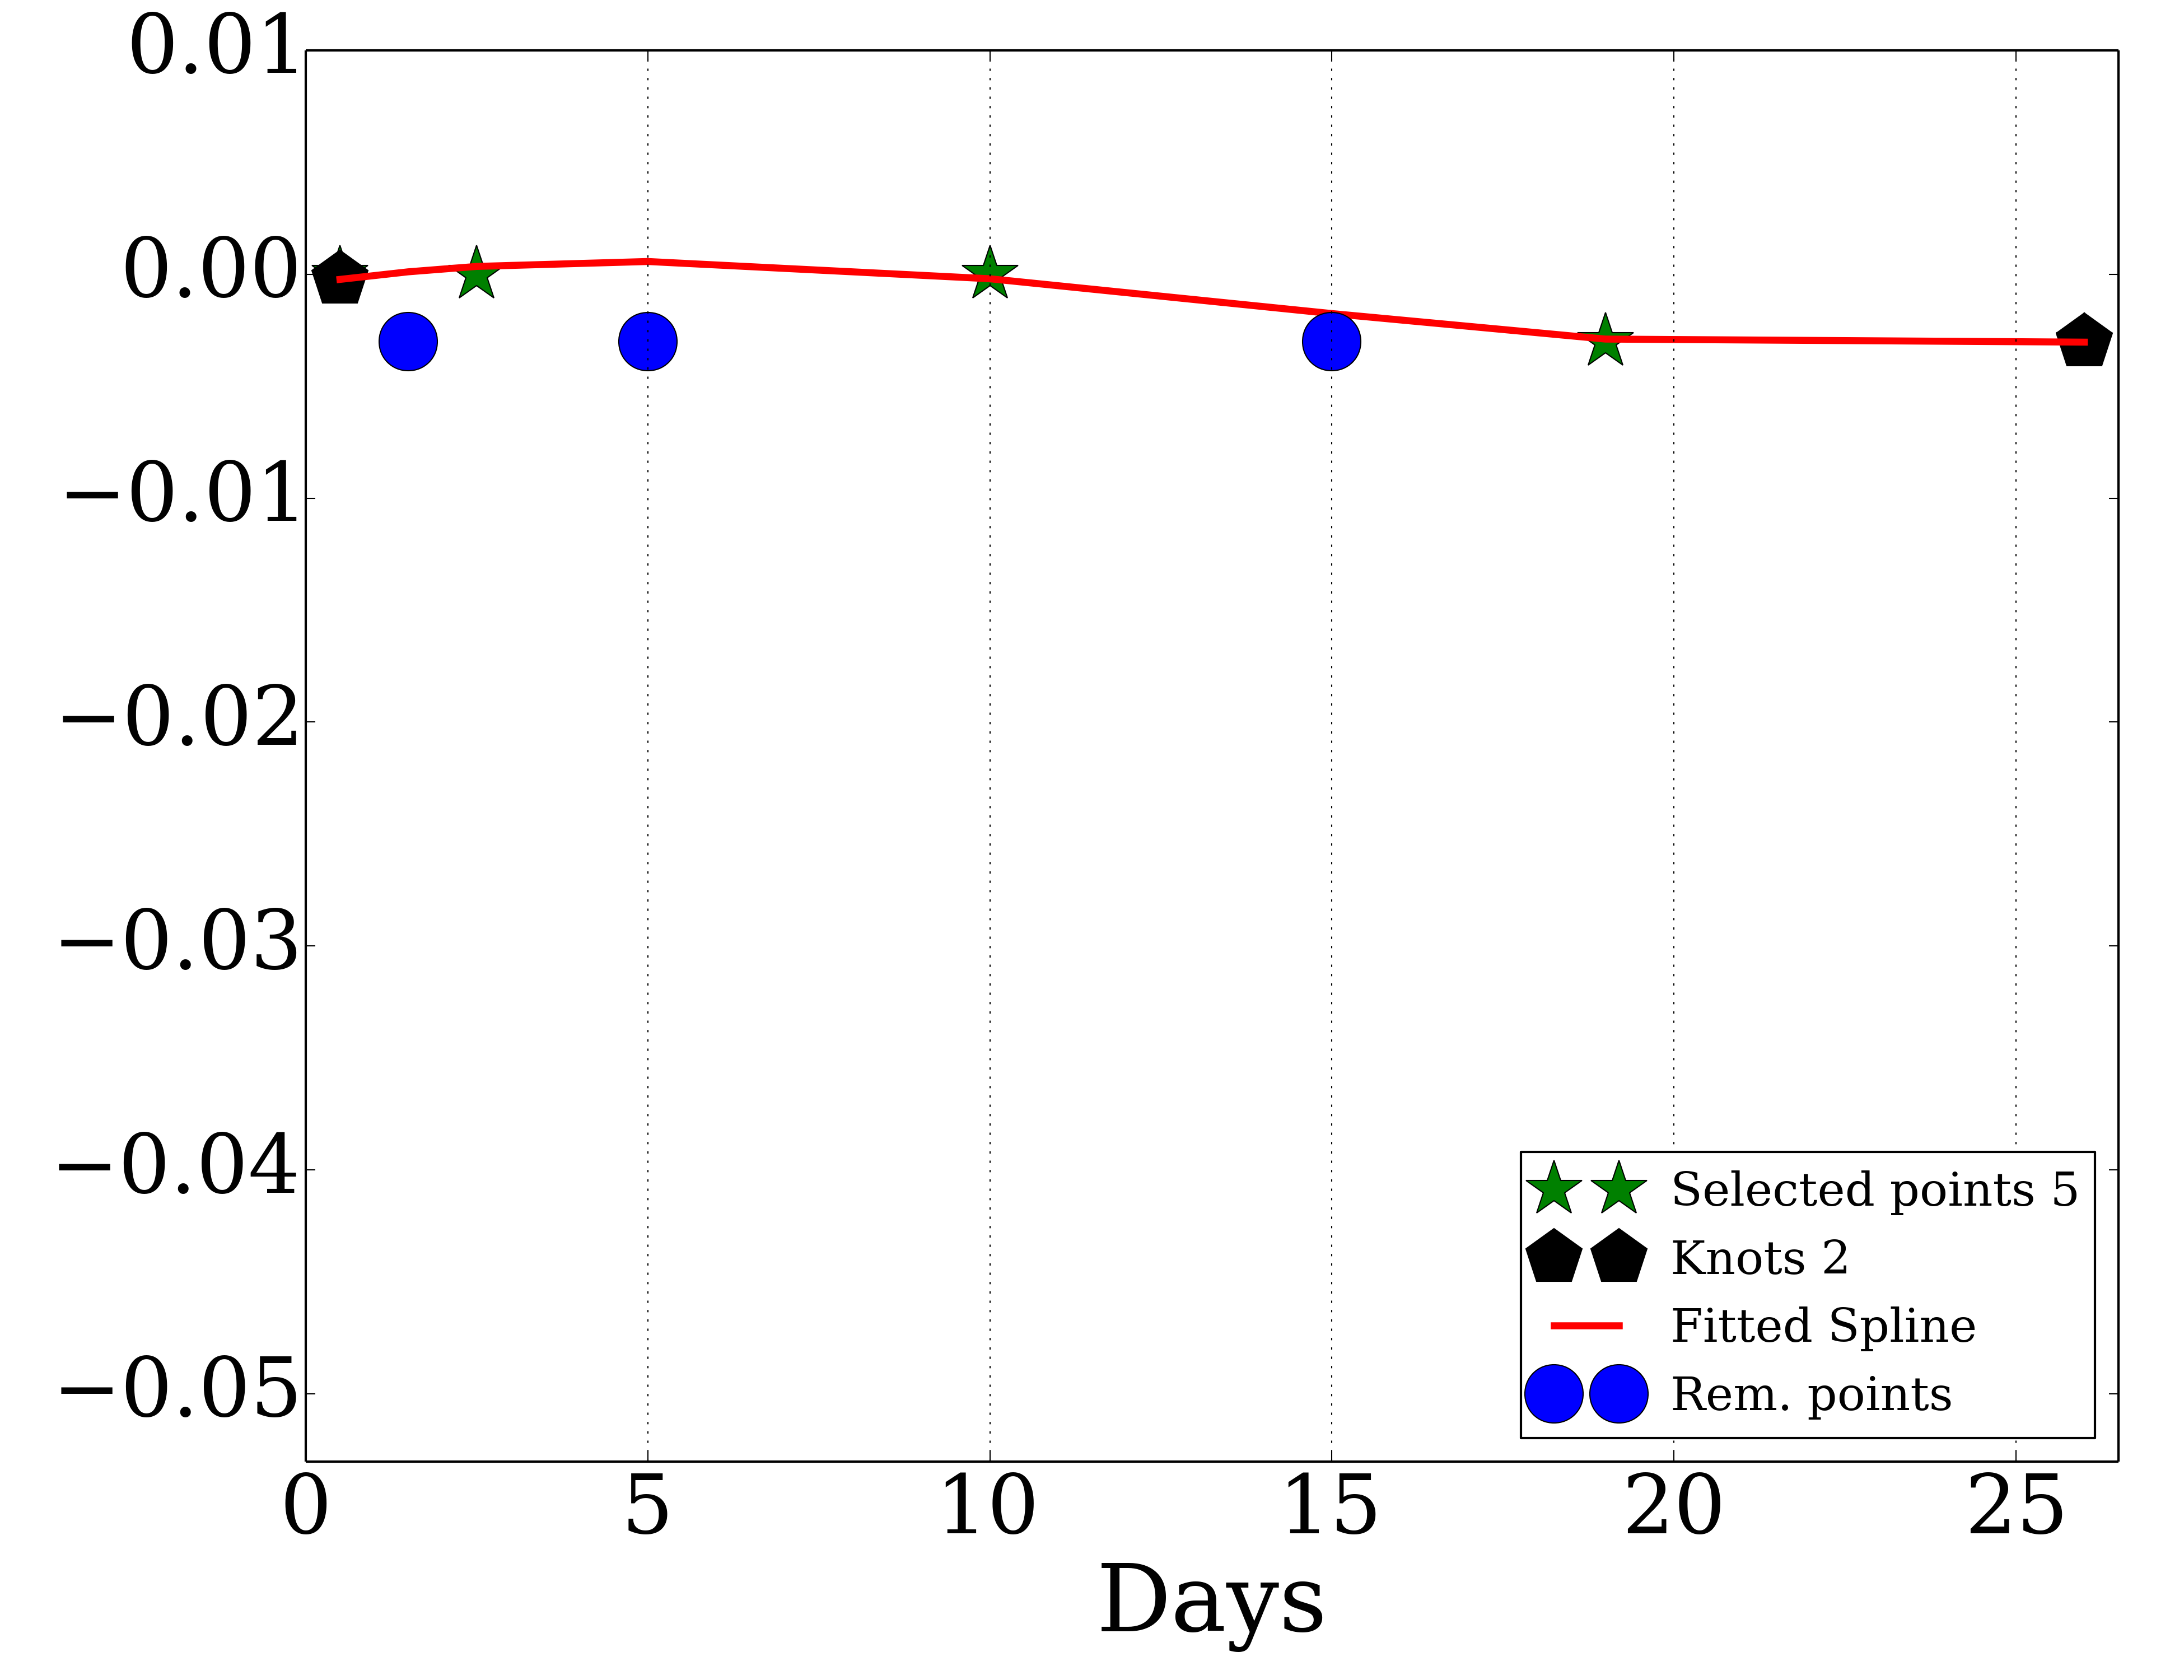 0.01
0.00
−0.01
−0.02
−0.03
−0.04
−0.05
Selected points 5
Knots 2
Fitted Spline
Rem. points
0 5 10 15 20 25
Days